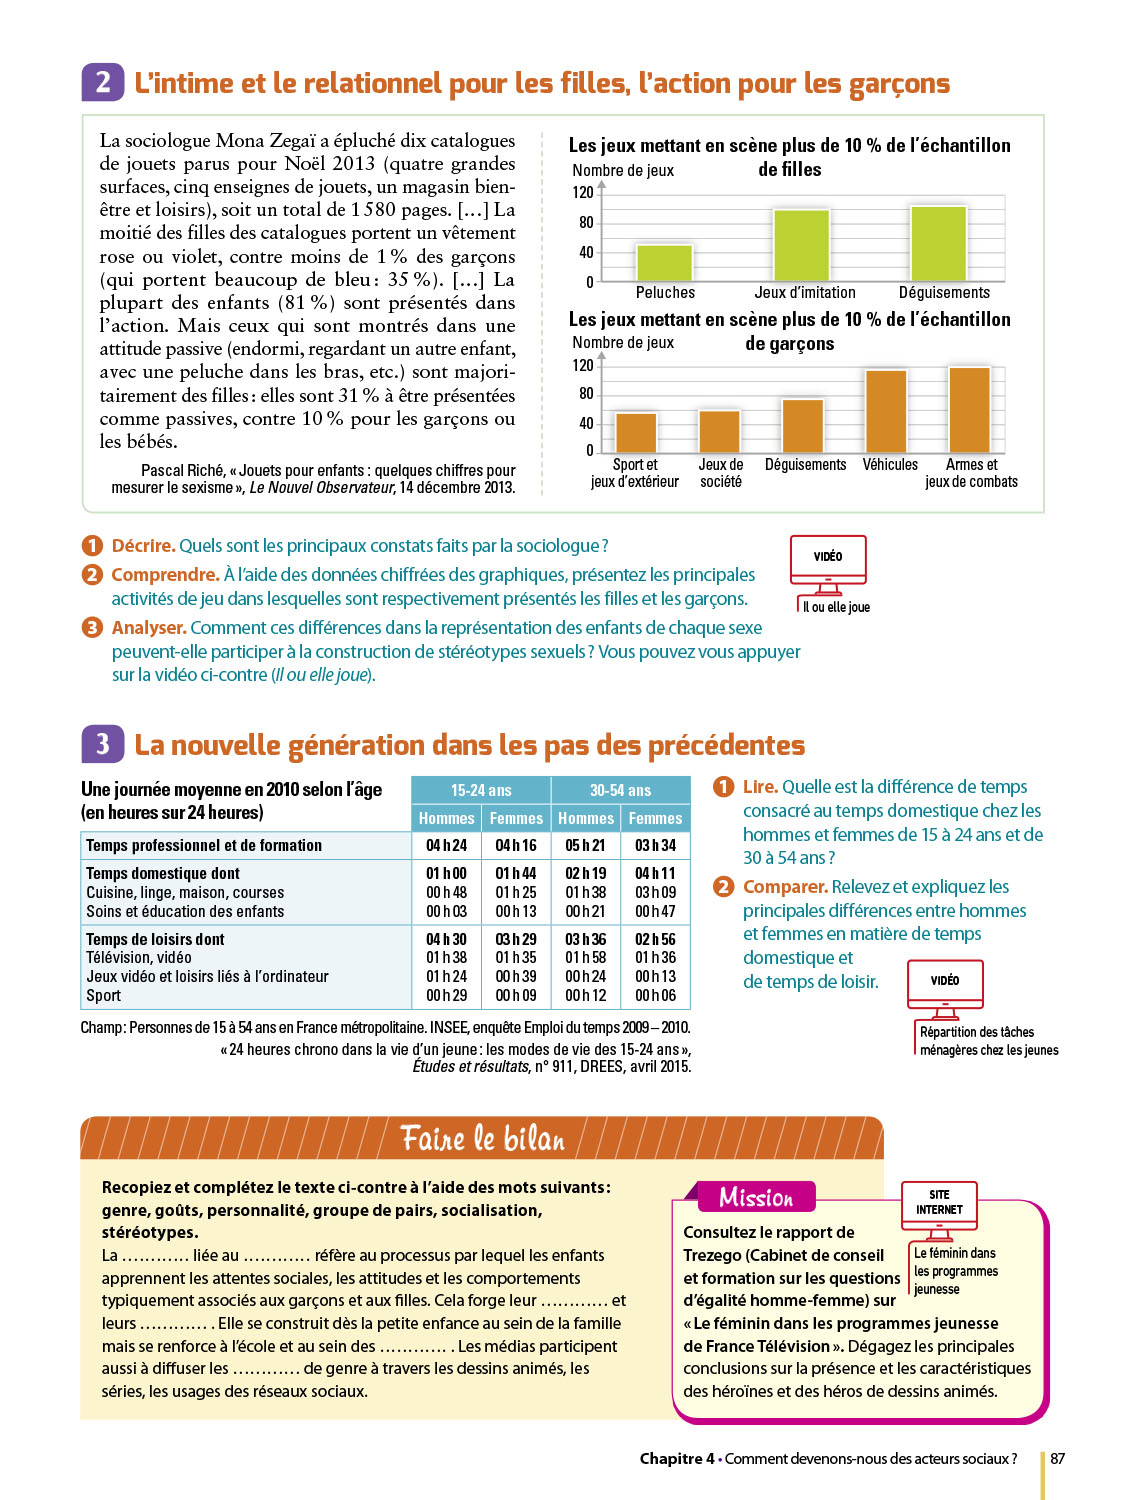 2 L'intime et le relationnel pour les filles, l'action pour les garçons
La sociologue Mona Zegaï a épluché dix catalogues
de jouets parus pour Noël 2013 (quatre grandes
surfaces, cinq enseignes de jouets, un magasin bien-
être et loisirs), soit un total de 1 580 pages. […] La
moitié des filles des catalogues portent un vêtement
rose ou violet, contre moins de 1 % des garçons
(qui portent beaucoup de bleu : 35 %). […] La
plupart des enfants (81 %) sont présentés dans
l'action. Mais ceux qui sont montrés dans une
attitude passive (endormi, regardant un autre enfant,
avec une peluche dans les bras, etc.) sont majori-
tairement des filles : elles sont 31 % à être présentées
comme passives, contre 10 % pour les garçons ou
les bébés.
Pascal Riché, « Jouets pour enfants : quelques chiffres pour
mesurer le sexisme », Le Nouvel Observateur, 14 décembre 2013.
Les jeux mettant en scène plus de 10 % de l'échantillon
de filles
Nombre de jeux
120
80
40
0
Peluches Jeux d'imitation Déguisements
Les jeux mettant en scène plus de 10 % de l'échantillon
de garçons
Nombre de jeux
120
80
40
0
Sport et jeux d'extérieur Jeux de société Déguisements Véhicules Armes et jeux de combats
1 Décrire. Quels sont les principaux constats faits par la sociologue ?
2 Comprendre. À l'aide des données chiffrées des graphiques, présentez les principales
activités de jeu dans lesquelles sont respectivement présentés les filles et les garçons.
3 Analyser. Comment ces différences dans la représentation des enfants de chaque sexe
peuvent-elle participer à la construction de stéréotypes sexuels ? Vous pouvez vous appuyer
sur la vidéo ci-contre (Il ou elle joue).
VIDÉO
Il ou elle joue
3 La nouvelle génération dans les pas des précédentes
Une journée moyenne en 2010 selon l'âge
(en heures sur 24 heures)
15-24 ans 30-54 ans
Hommes Femmes Hommes Femmes
Temps professionnel et de formation 04 h 24 04 h 16 05 h 21 03 h 34
Temps domestique dont 01 h 00 01 h 44 02 h 19 04 h 11
Cuisine, linge, maison, courses 00 h 48 01 h 25 01 h 38 03 h 09
Soins et éducation des enfants 00 h 03 00 h 13 00 h 21 00 h 47
Temps de loisirs dont 04 h 30 03 h 29 03 h 36 02 h 56
Télévision, vidéo 01 h 38 01 h 35 01 h 58 01 h 36
Jeux vidéo et loisirs liés à l'ordinateur 01 h 24 00 h 39 00 h 24 00 h 13
Sport 00 h 29 00 h 09 00 h 12 00 h 06
Champ : Personnes de 15 à 54 ans en France métropolitaine. INSEE, enquête Emploi du temps 2009 – 2010.
« 24 heures chrono dans la vie d'un jeune : les modes de vie des 15-24 ans »,
Études et résultats, n° 911, DREES, avril 2015.
1 Lire. Quelle est la différence de temps
consacré au temps domestique chez les
hommes et femmes de 15 à 24 ans et de
30 à 54 ans ?
2 Comparer. Relevez et expliquez les
principales différences entre hommes
et femmes en matière de temps
domestique et
de temps de loisir.
VIDÉO
Répartition des tâches
ménagères chez les jeunes
Faire le bilan
Recopiez et complétez le texte ci-contre à l'aide des mots suivants :
genre, goûts, personnalité, groupe de pairs, socialisation,
stéréotypes.
La ………… liée au ………… réfère au processus par lequel les enfants
apprennent les attentes sociales, les attitudes et les comportements
typiquement associés aux garçons et aux filles. Cela forge leur ………… et
leurs ………… . Elle se construit dès la petite enfance au sein de la famille
mais se renforce à l'école et au sein des ………… . Les médias participent
aussi à diffuser les ………… de genre à travers les dessins animés, les
séries, les usages des réseaux sociaux.
Mission
Consultez le rapport de
Trezego (Cabinet de conseil
et formation sur les questions
d'égalité homme-femme) sur
« Le féminin dans les programmes jeunesse
de France Télévision ». Dégagez les principales
conclusions sur la présence et les caractéristiques
des héroïnes et des héros de dessins animés.
SITE
INTERNET
Le féminin dans
les programmes
jeunesse
Chapitre 4 • Comment devenons-nous des acteurs sociaux ? 87